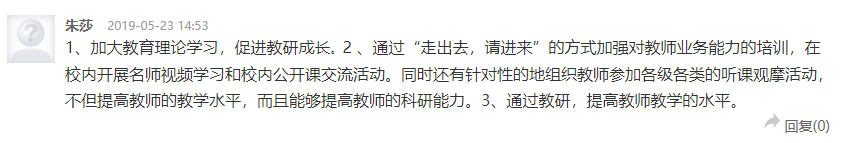 朱莎 2019-05-23 14:53
1、加大教育理论学习，促进教研成长. 2 、通过“走出去，请进来”的方式加强对教师业务能力的培训，在
校内开展名师视频学习和校内公开课交流活动。同时还有针对性的地组织教师参加各级各类的听课观摩活动，
不但提高教师的教学水平，而且能够提高教师的科研能力。3、通过教研，提高教师教学的水平。
回复(0)